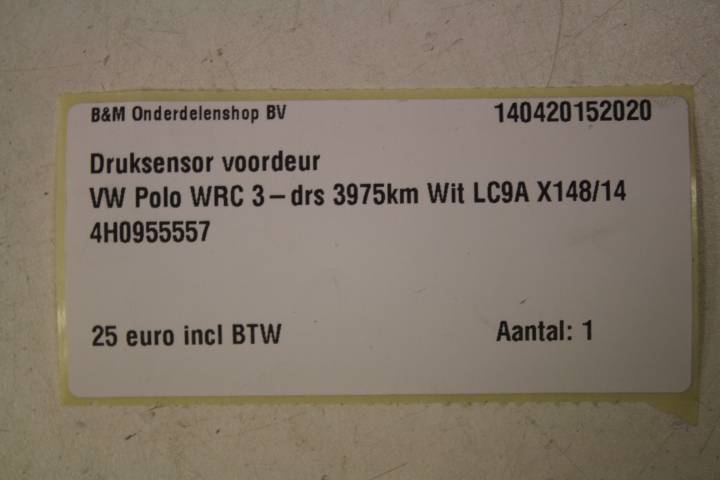 B&M Onderdelenshop BV 140420152020
Druksensor voordeur
VW Polo WRC 3-drs 3975km Wit LC9A X148/14
4H0955557
25 euro incl BTW Aantal: 1